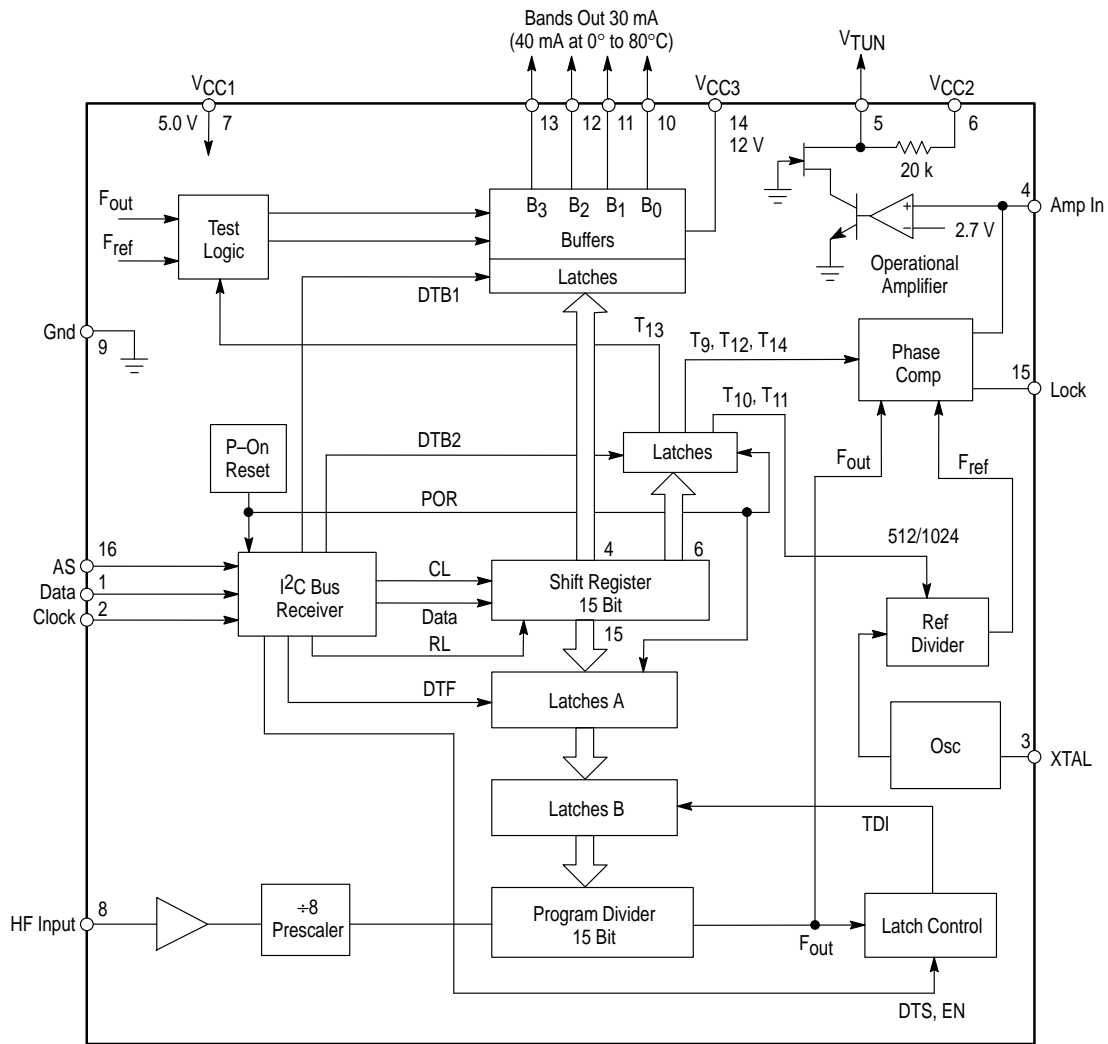 Bands Out 30 mA
(40 mA at 0° to 80°C)
VTUN
VCC1
VCC3
VCC2
5.0 V
7
13
12
11
10
14
12 V
5
6
20 k
4
Amp In
Fout
Fref
Test
Logic
B3
B2
B1
B0
Buffers
Latches
+
–
2.7 V
Operational
Amplifier
DTB1
Gnd
9
T13
T9, T12, T14
Phase
Comp
15
Lock
T10, T11
P–On
Reset
DTB2
Latches
Fout
Fref
POR
512/1024
16
AS
1
Data
2
Clock
I2C Bus
Receiver
CL
Data
RL
4
6
Shift Register
15 Bit
15
Ref
Divider
DTF
Latches A
Osc
3
XTAL
Latches B
TDI
8
HF Input
÷8
Prescaler
Program Divider
15 Bit
Fout
Latch Control
DTS, EN